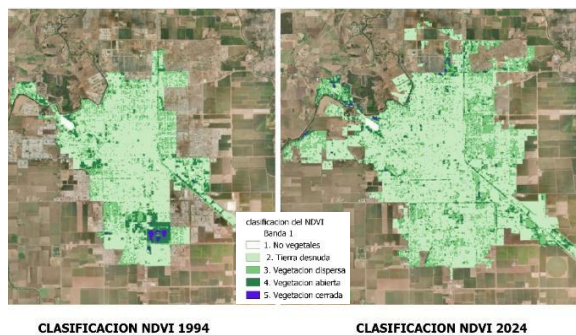 clasificacion del NDVI
Banda 1
1. No vegetales
2. Tierra desnuda
3. Vegetacion dispersa
4. Vegetacion abierta
5. Vegetacion cerrada
CLASIFICACION NDVI 1994
CLASIFICACION NDVI 2024